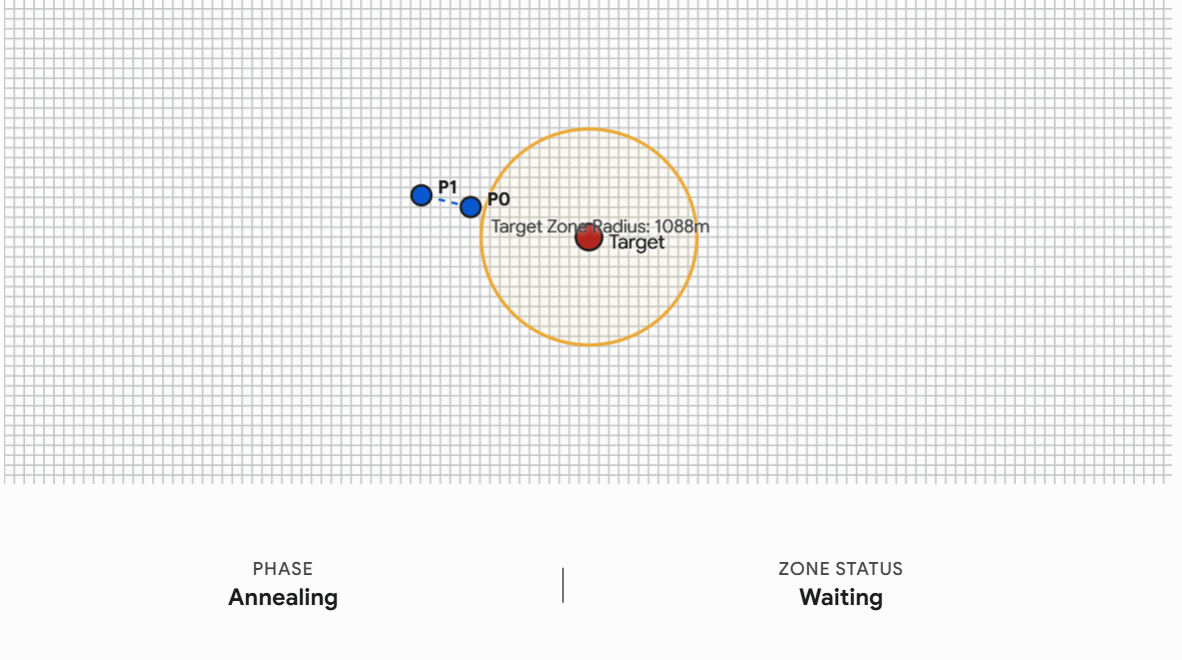 P1
P0
Target Zone Radius: 1088m
Target
PHASE
Annealing
ZONE STATUS
Waiting